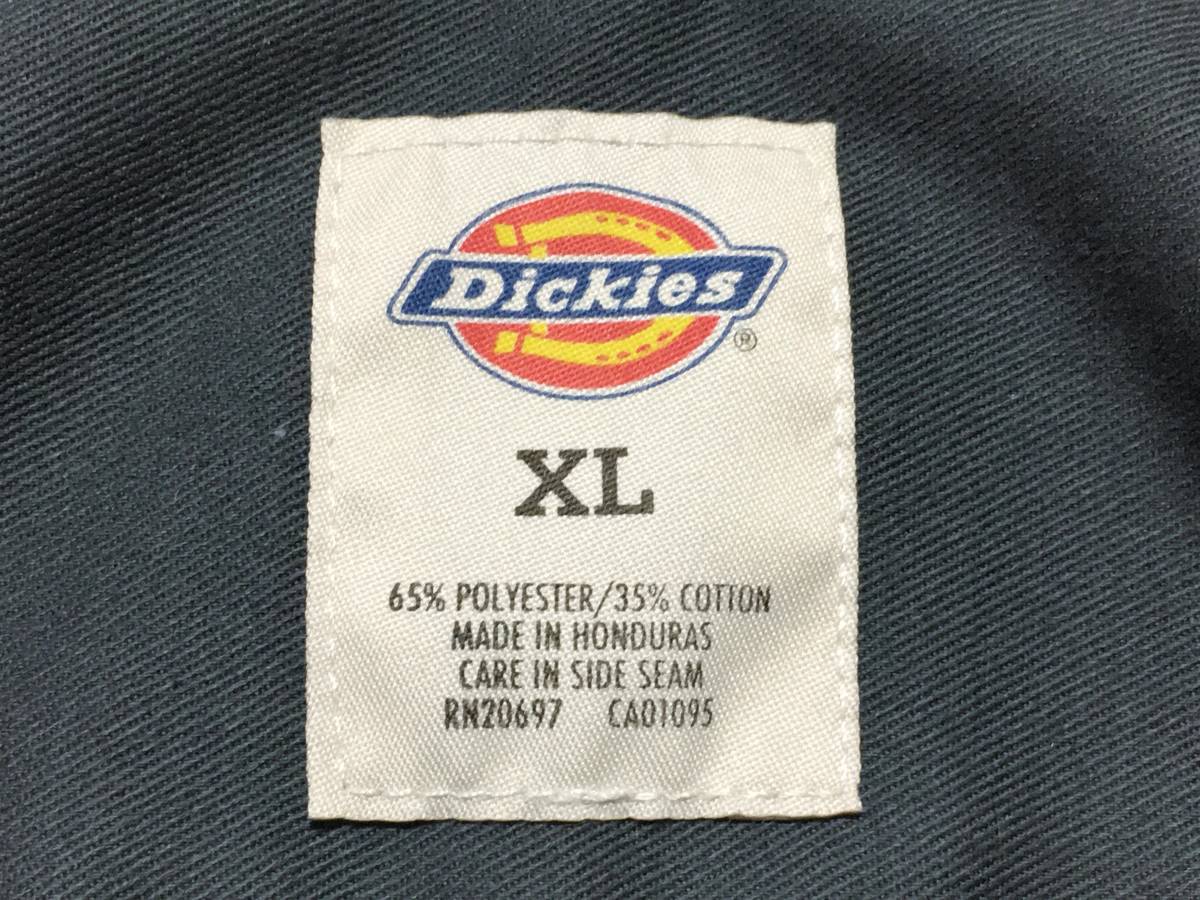 Dickies
®
XL
65% POLYESTER/35% COTTON
MADE IN HONDURAS
CARE IN SIDE SEAM
RN20697 CA01095